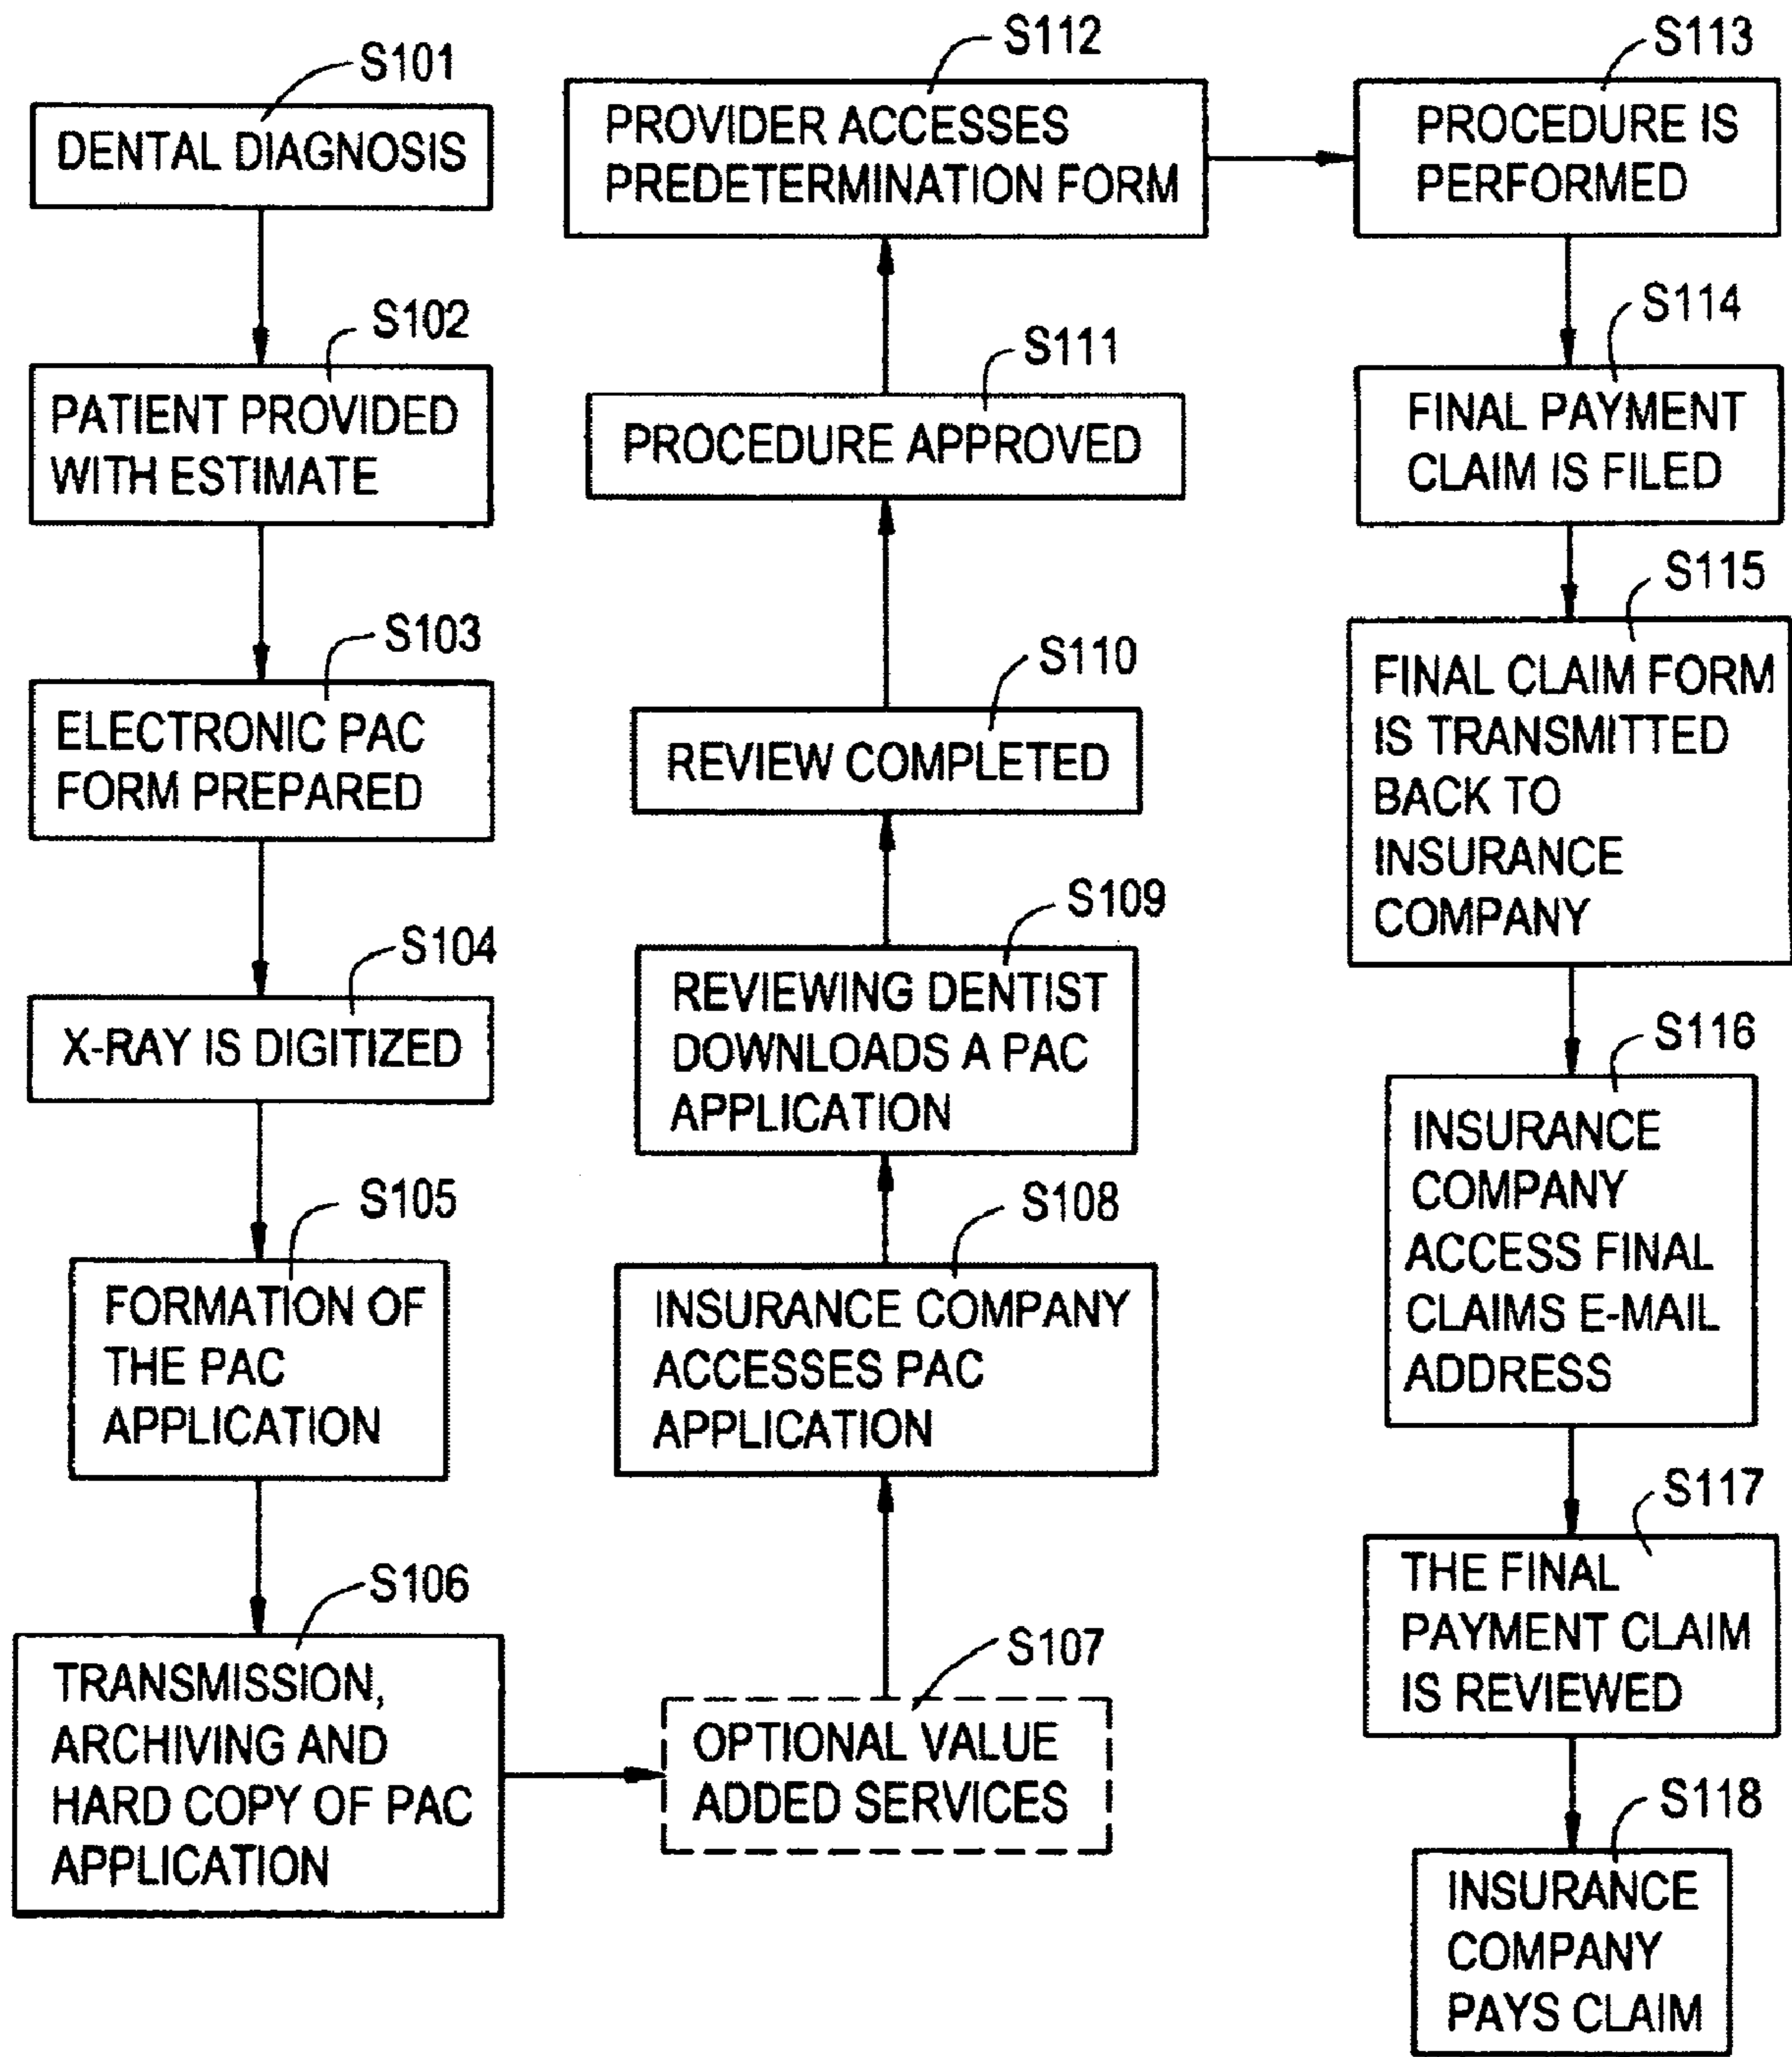 S101
DENTAL DIAGNOSIS
S102
PATIENT PROVIDED
WITH ESTIMATE
S103
ELECTRONIC PAC
FORM PREPARED
S104
X-RAY IS DIGITIZED
S105
FORMATION OF
THE PAC
APPLICATION
S106
TRANSMISSION,
ARCHIVING AND
HARD COPY OF PAC
APPLICATION
S107
OPTIONAL VALUE
ADDED SERVICES
S108
INSURANCE COMPANY
ACCESSES PAC
APPLICATION
S109
REVIEWING DENTIST
DOWNLOADS A PAC
APPLICATION
S110
REVIEW COMPLETED
S111
PROCEDURE APPROVED
S112
PROVIDER ACCESSES
PREDETERMINATION FORM
S113
PROCEDURE IS
PERFORMED
S114
FINAL PAYMENT
CLAIM IS FILED
S115
FINAL CLAIM FORM
IS TRANSMITTED
BACK TO
INSURANCE
COMPANY
S116
INSURANCE
COMPANY
ACCESS FINAL
CLAIMS E-MAIL
ADDRESS
S117
THE FINAL
PAYMENT CLAIM
IS REVIEWED
S118
INSURANCE
COMPANY
PAYS CLAIM